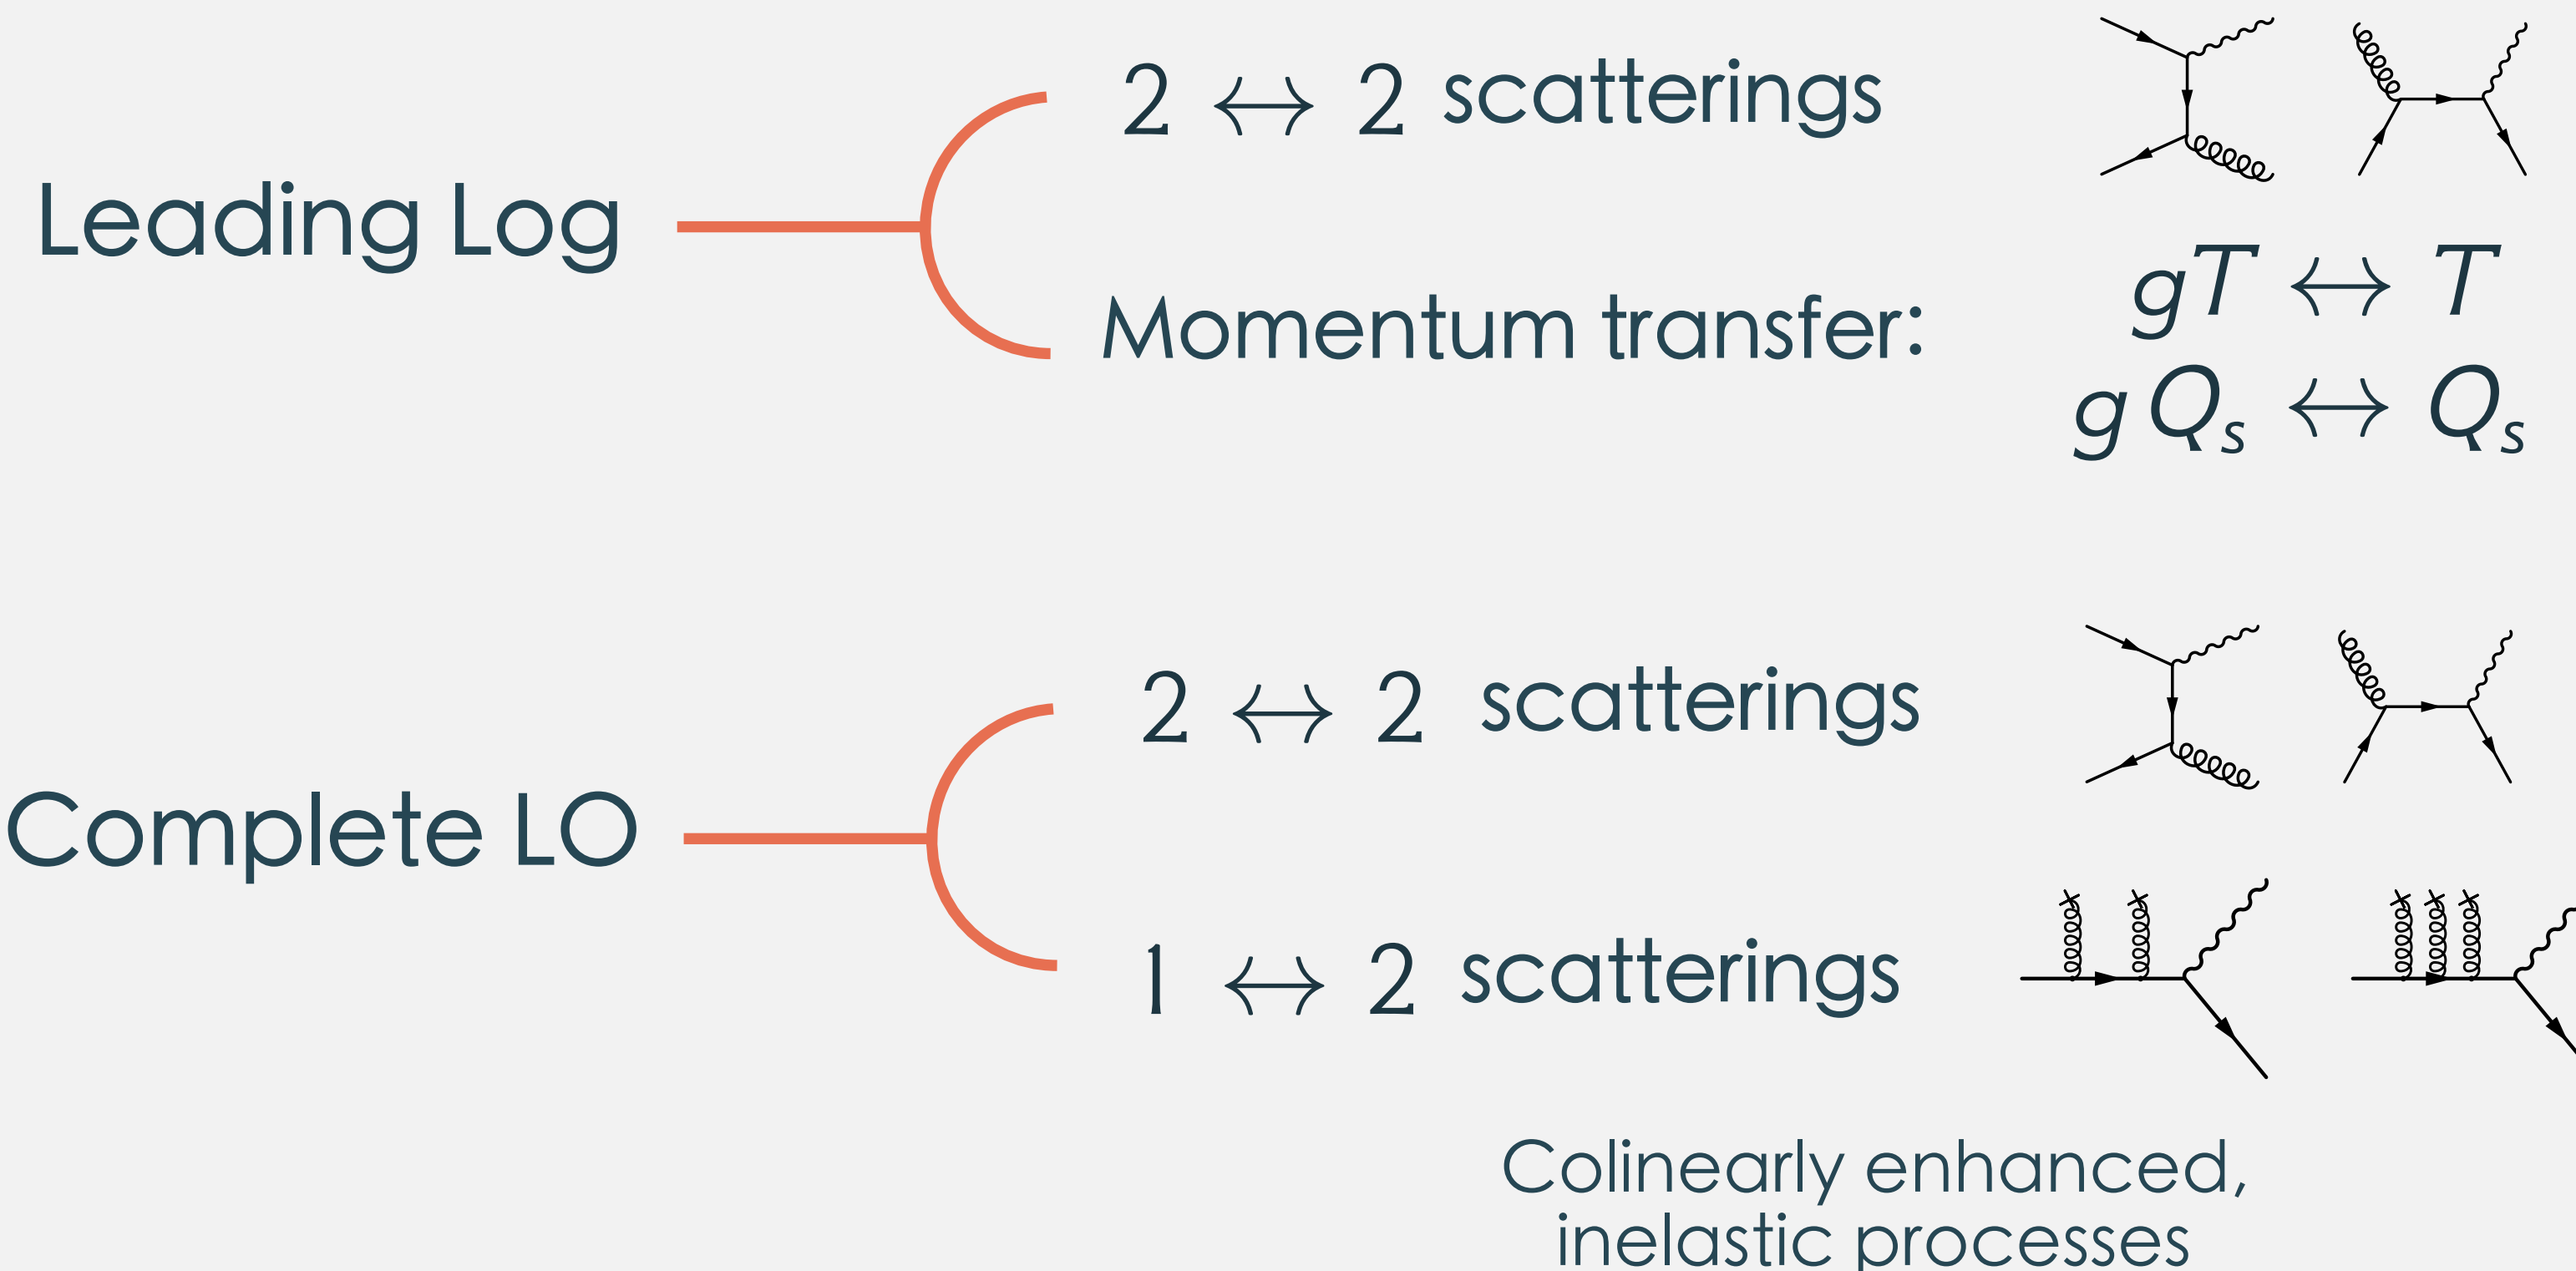 Leading Log
2 ↔ 2 scatterings
Momentum transfer:
gT ↔ T
gQₛ ↔ Qₛ
Complete LO
2 ↔ 2 scatterings
1 ↔ 2 scatterings
Colinearly enhanced,
inelastic processes